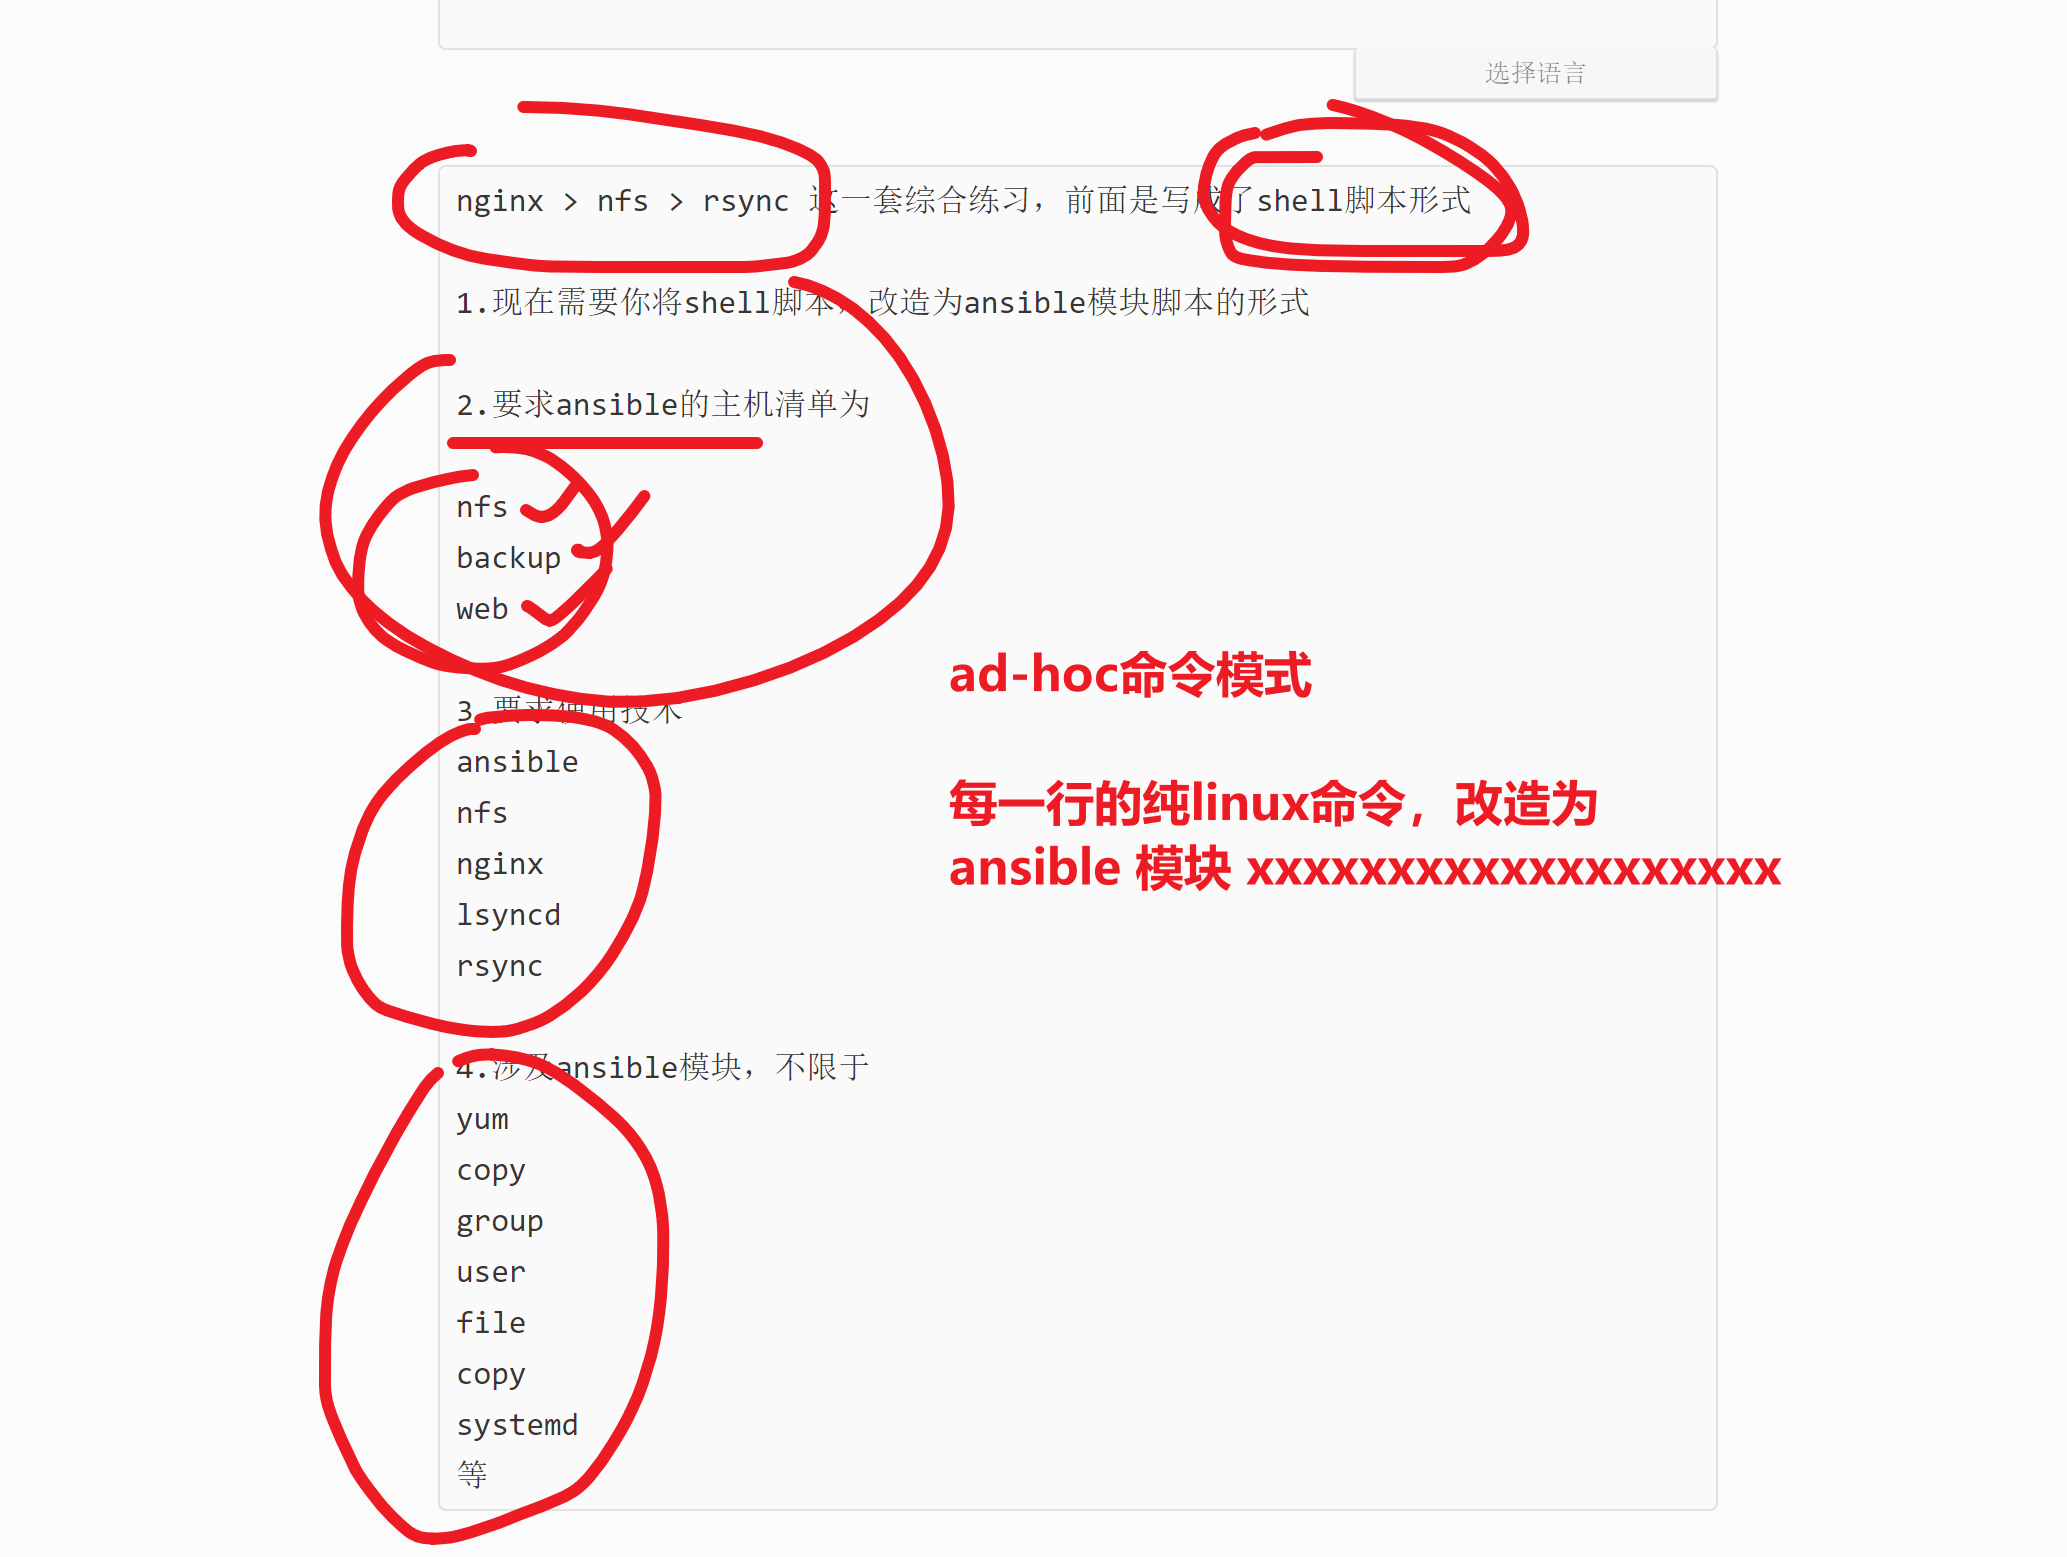 选择语言
nginx > nfs > rsync 这一套综合练习，前面是写成了shell脚本形式
1.现在需要你将shell脚本，改造为ansible模块脚本的形式
2.要求ansible的主机清单为
nfs
backup
web
3.要求使用技术
ansible
nfs
nginx
lsyncd
rsync
ad-hoc命令模式
每一行的纯linux命令，改造为
ansible 模块 xxxxxxxxxxxxxxxxxxx
4.涉及ansible模块，不限于
yum
copy
group
user
file
copy
systemd
等